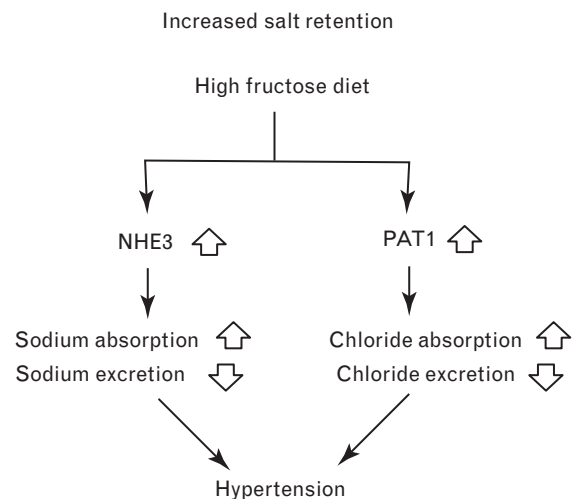 Increased salt retention
High fructose diet
NHE3
PAT1
Sodium absorption
Chloride absorption
Sodium excretion
Chloride excretion
Hypertension